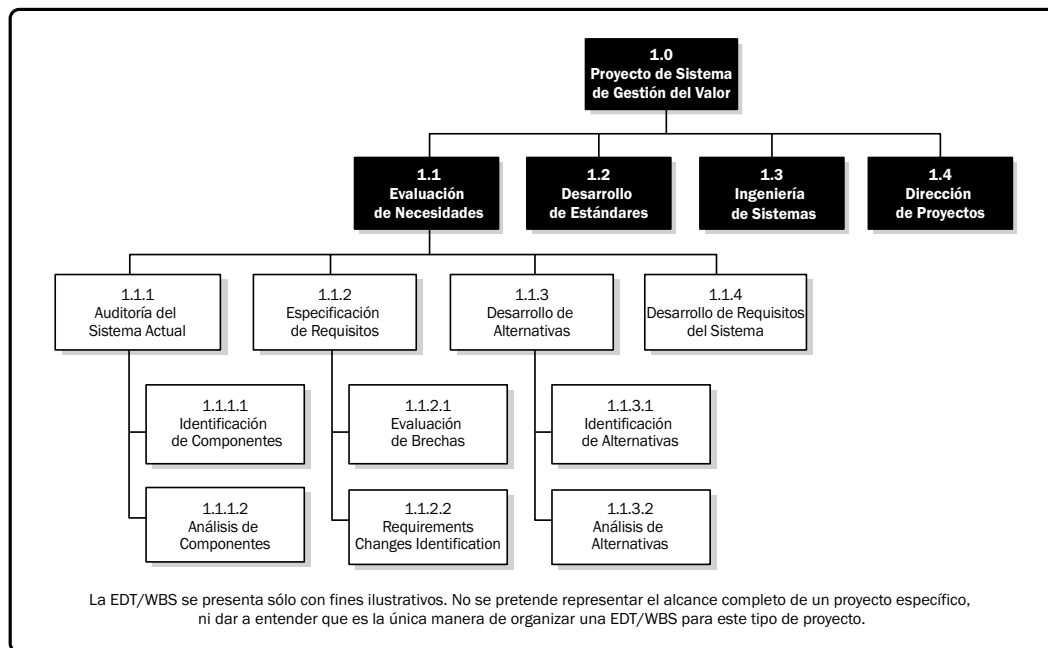 1.0
Proyecto de Sistema
de Gestión del Valor
1.1
Evaluación
de Necesidades
1.2
Desarrollo
de Estándares
1.3
Ingeniería
de Sistemas
1.4
Dirección
de Proyectos
1.1.1
Auditoría del
Sistema Actual
1.1.2
Especificación
de Requisitos
1.1.3
Desarrollo de
Alternativas
1.1.4
Desarrollo de Requisitos
del Sistema
1.1.1.1
Identificación
de Componentes
1.1.2.1
Evaluación
de Brechas
1.1.3.1
Identificación
de Alternativas
1.1.1.2
Análisis de
Componentes
1.1.2.2
Requirements
Changes Identification
1.1.3.2
Análisis de
Alternativas
La EDT/WBS se presenta sólo con fines ilustrativos. No se pretende representar el alcance completo de un proyecto específico,
ni dar a entender que es la única manera de organizar una EDT/WBS para este tipo de proyecto.